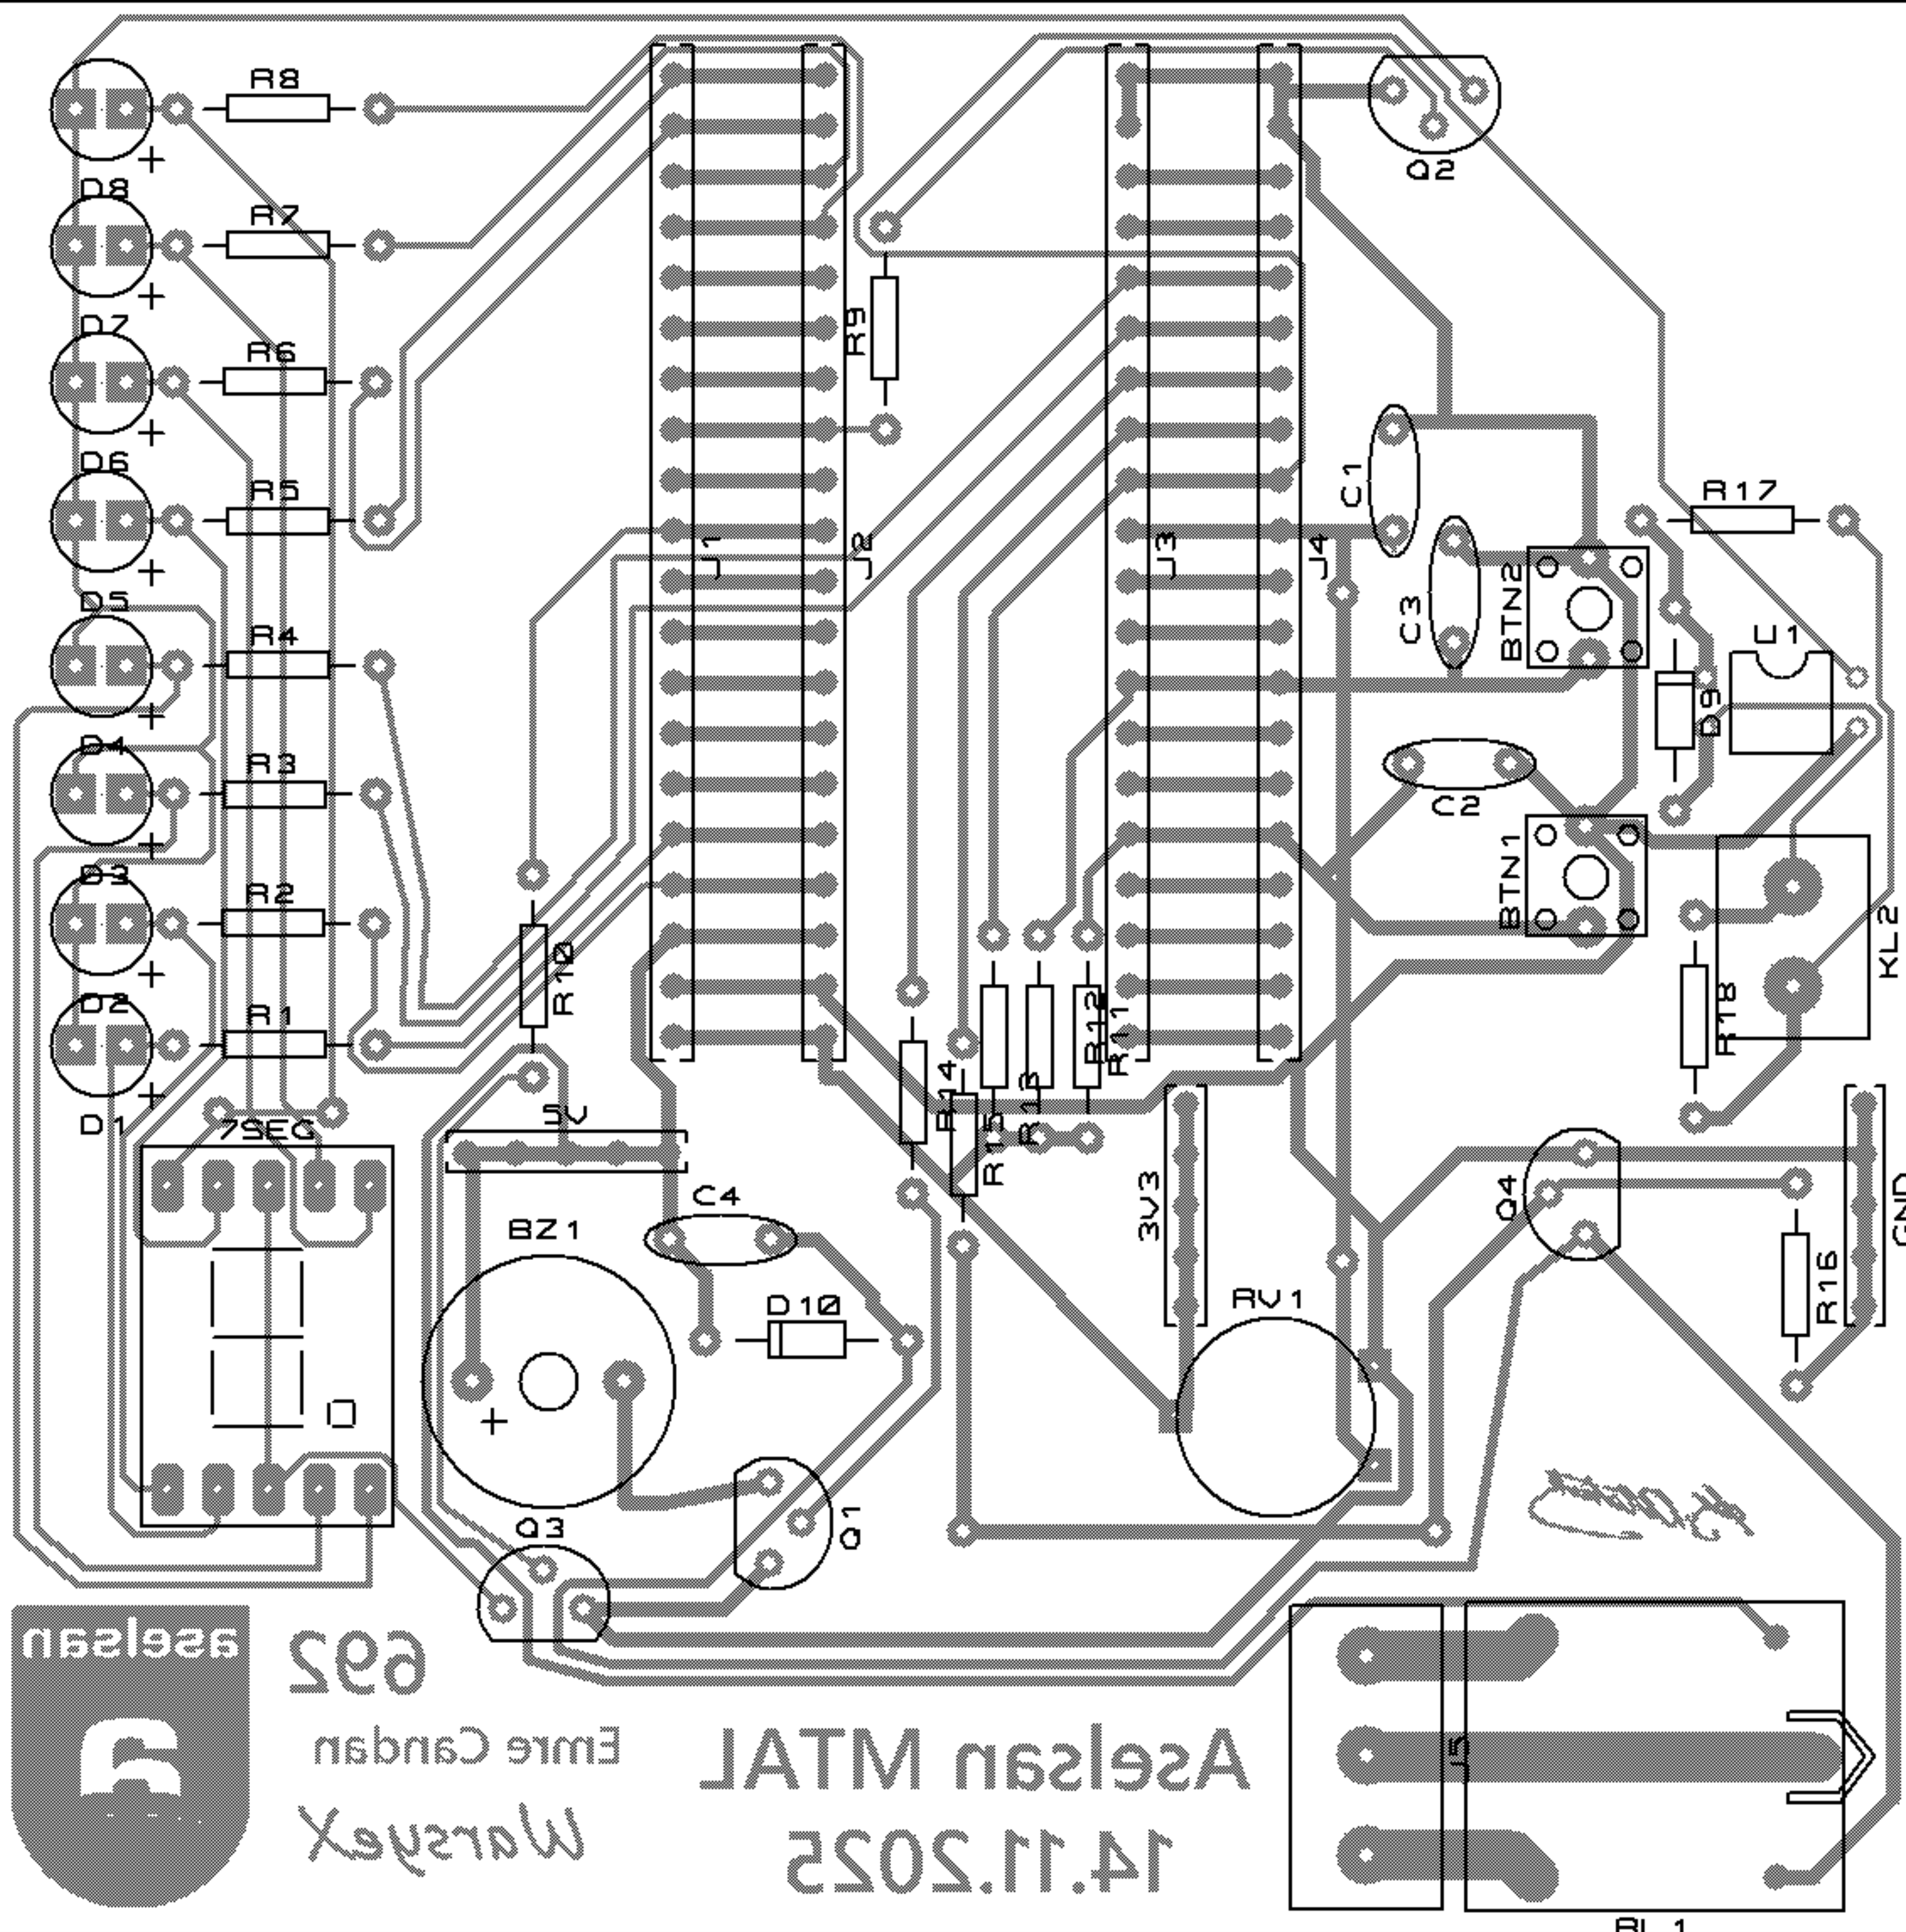 R8
Q2
D8
R7
D7
R6
R9
D6
R5
C1
R17
J1
J2
J3
J4
D5
R4
C3
BTN2
U1
D4
R3
D9
C2
D3
R2
R10
BTN1
KL2
D2
R1
R12
R11
R18
D1
7SEG
5V
R14
R15
R13
3V3
C4
Q4
GND
BZ1
D10
RV1
R16
Q3
Q1
aselsan
a
692
Emre Candan
WarsyeX
Aselsan MTAL
14.11.2025
J5
RL1